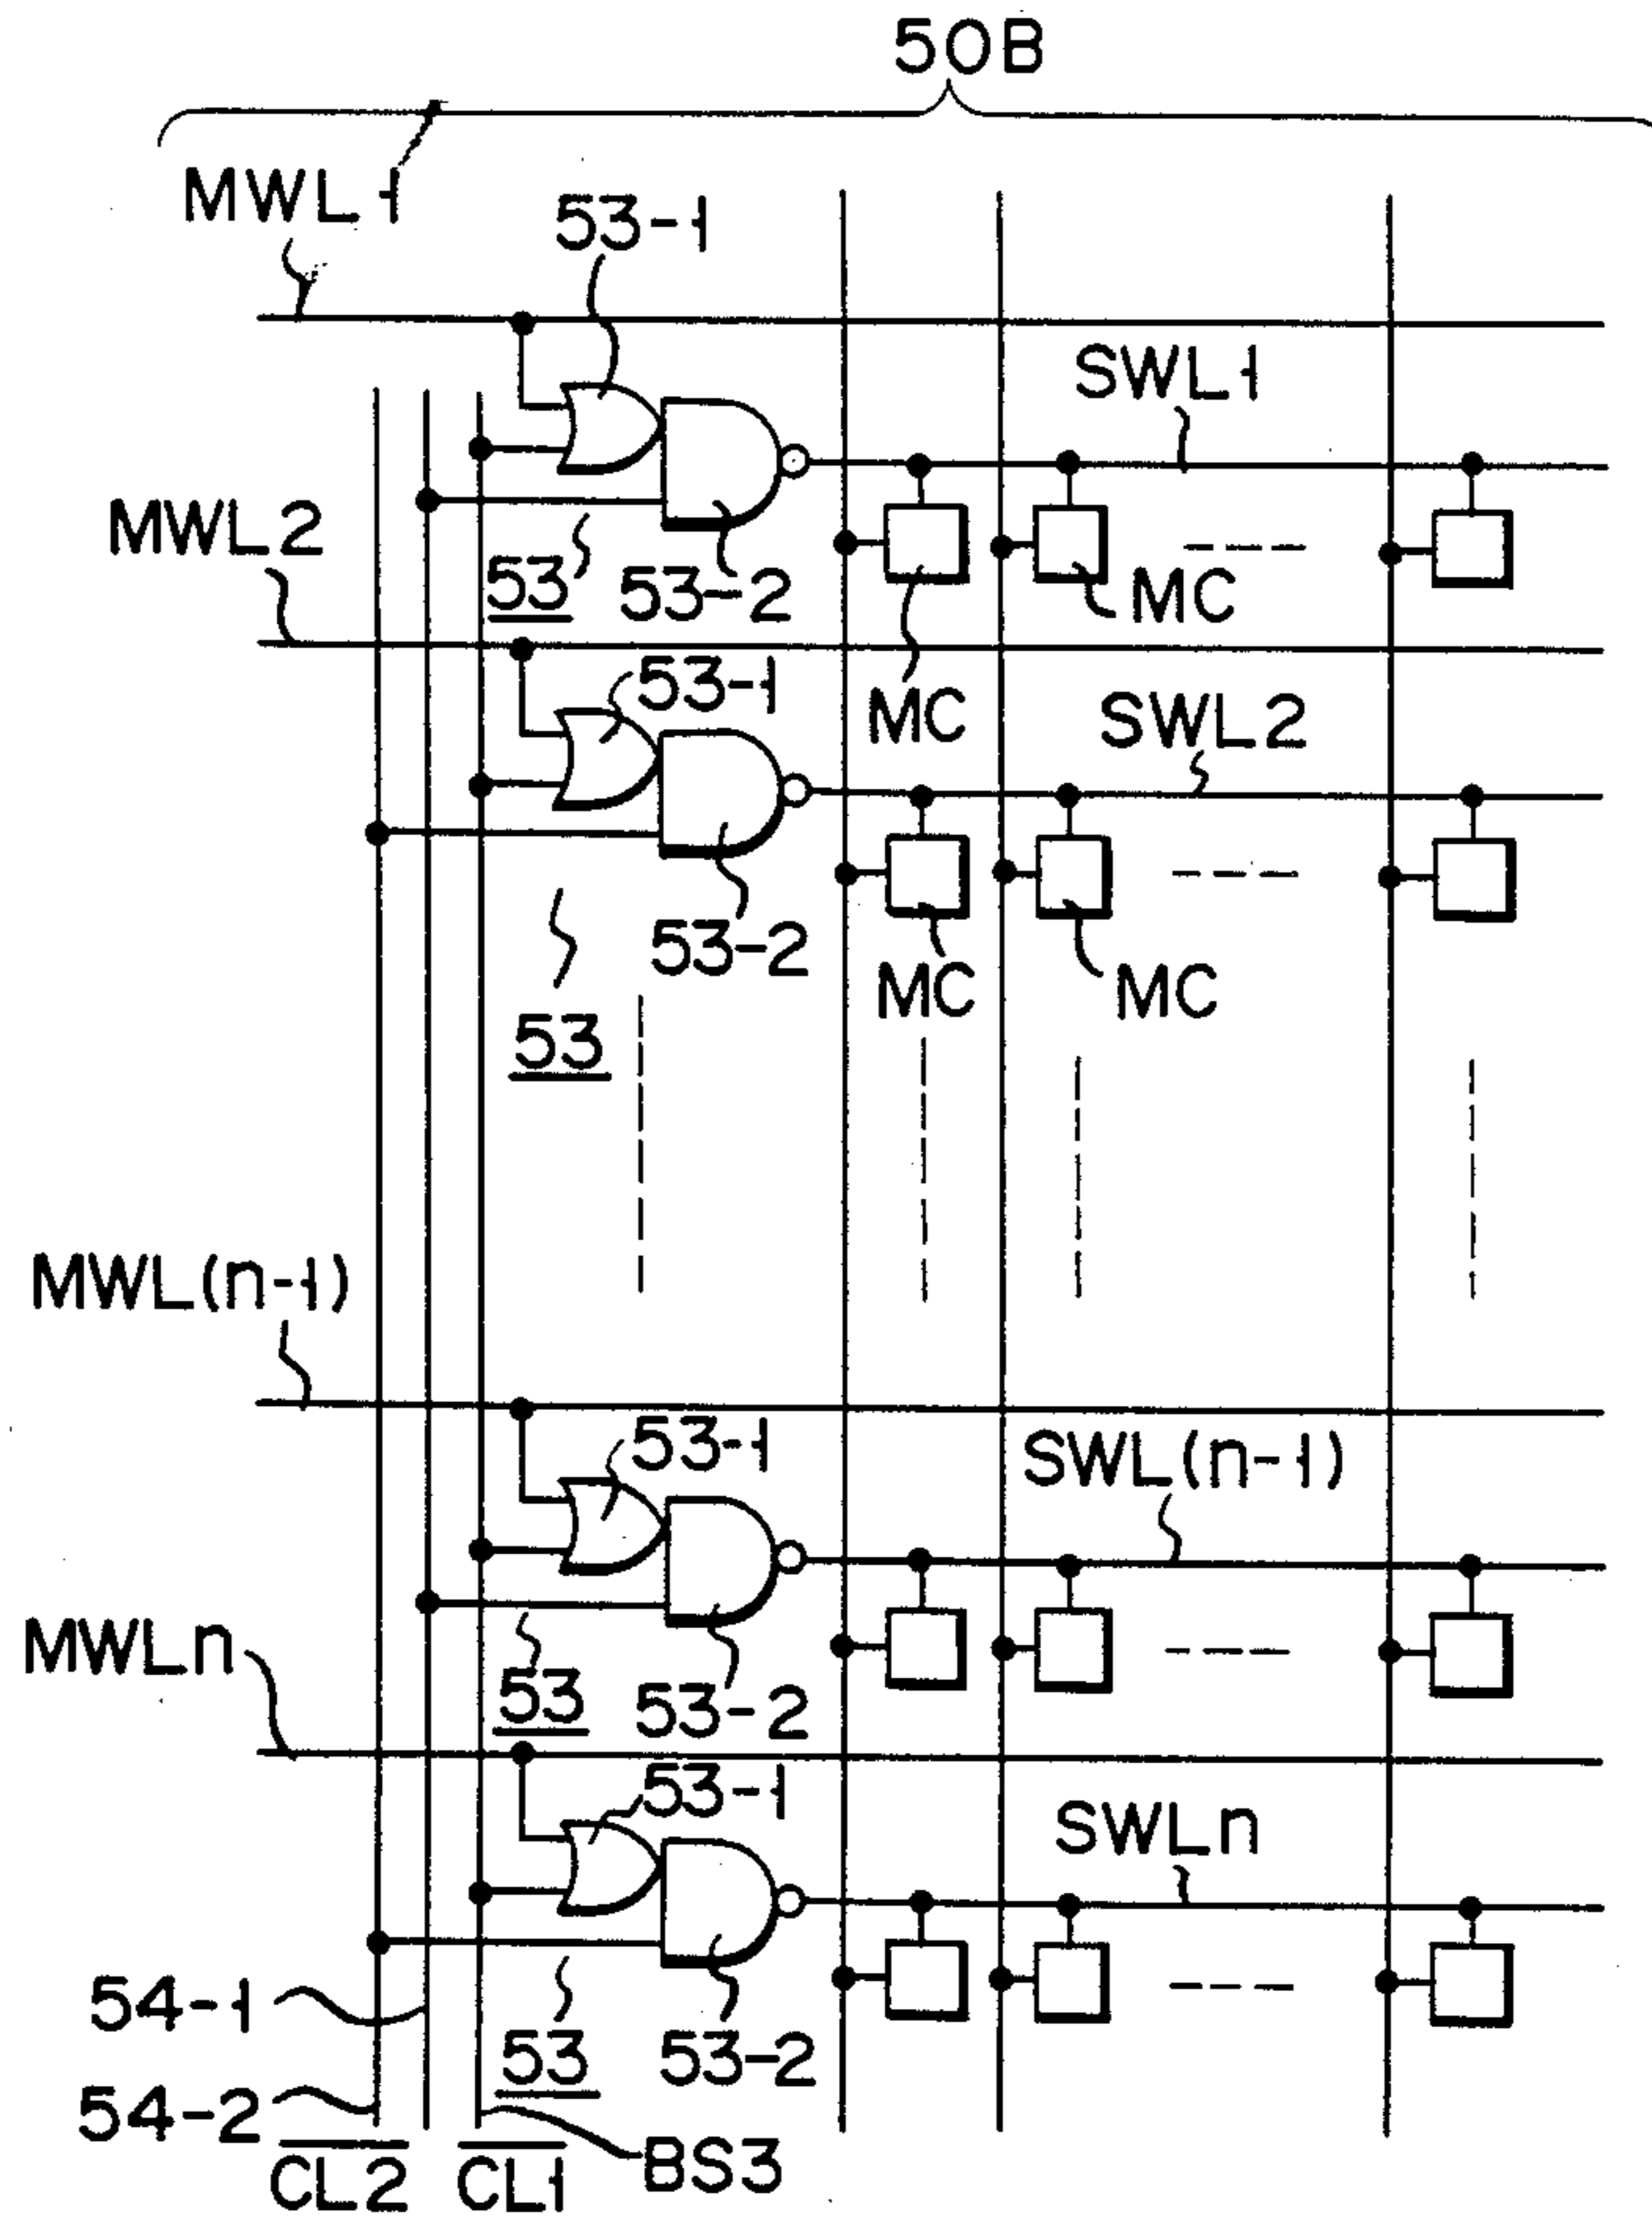 50B
MWL1
53-1
SWL1
MWL2
53
53-2
MC
MC
53-1
SWL2
53-2
MC
MC
53
MWL(n-1)
53-1
SWL(n-1)
MWLn
53
53-2
53-1
SWLn
54-1
53
53-2
54-2
CL2
CL1
BS3